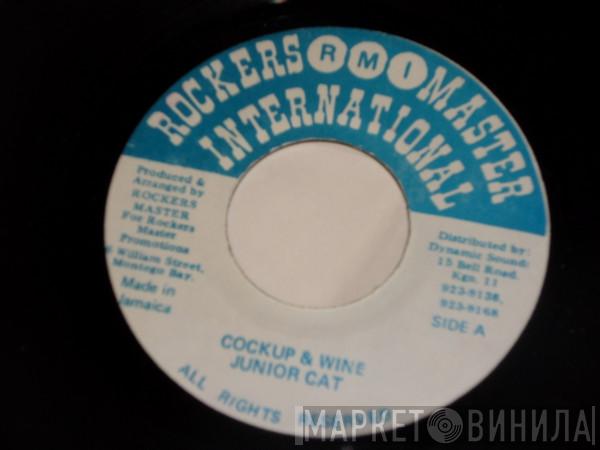 ROCKERS RMI MASTER
INTERNATIONAL
Produced &
Arranged by
ROCKERS
MASTER
For Rockers
Master
Promotions
William Street,
Montego Bay.
Made in
Jamaica
Distributed by:
Dynamic Sound:
15 Bell Road.
Kgn. 11
923-9138,
923-9168
SIDE A
COCKUP & WINE
JUNIOR CAT
ALL RIGHTS
МАРКЕТ ВИНИЛА